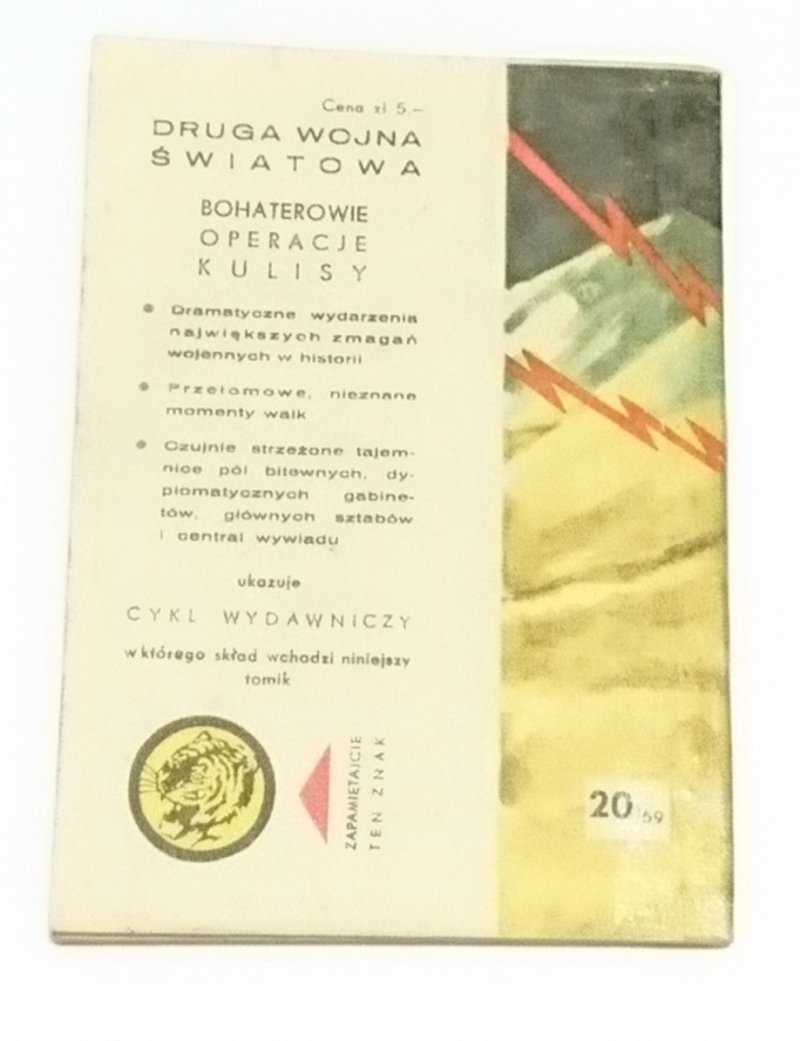 Cena zł 5.—
DRUGA WOJNA
ŚWIATOWA
BOHATEROWIE
OPERACJE
KULISY
● Dramatyczne wydarzenia
największych zmagań
wojennych w historii
● Przełomowe, nieznane
momenty walk
● Czujnie strzeżone tajem-
nice pól bitewnych, dy-
plomatycznych gabine-
tów, głównych sztabów
i central wywiadu
ukazuje
CYKL WYDAWNICZY
w którego skład wchodzi niniejszy
tomik
ZAPAMIĘTAJCIE
TEN ZNAK
20/69